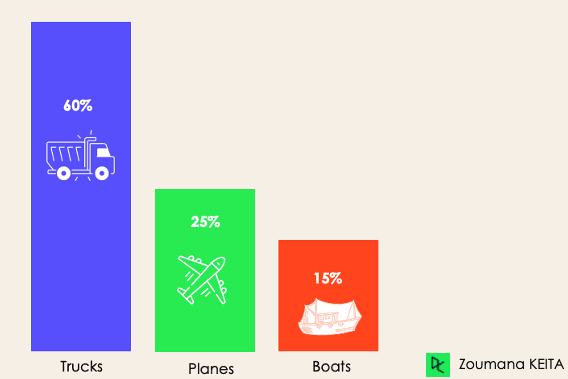 60%
25%
15%
Trucks
Planes
Boats
Zoumana KEITA